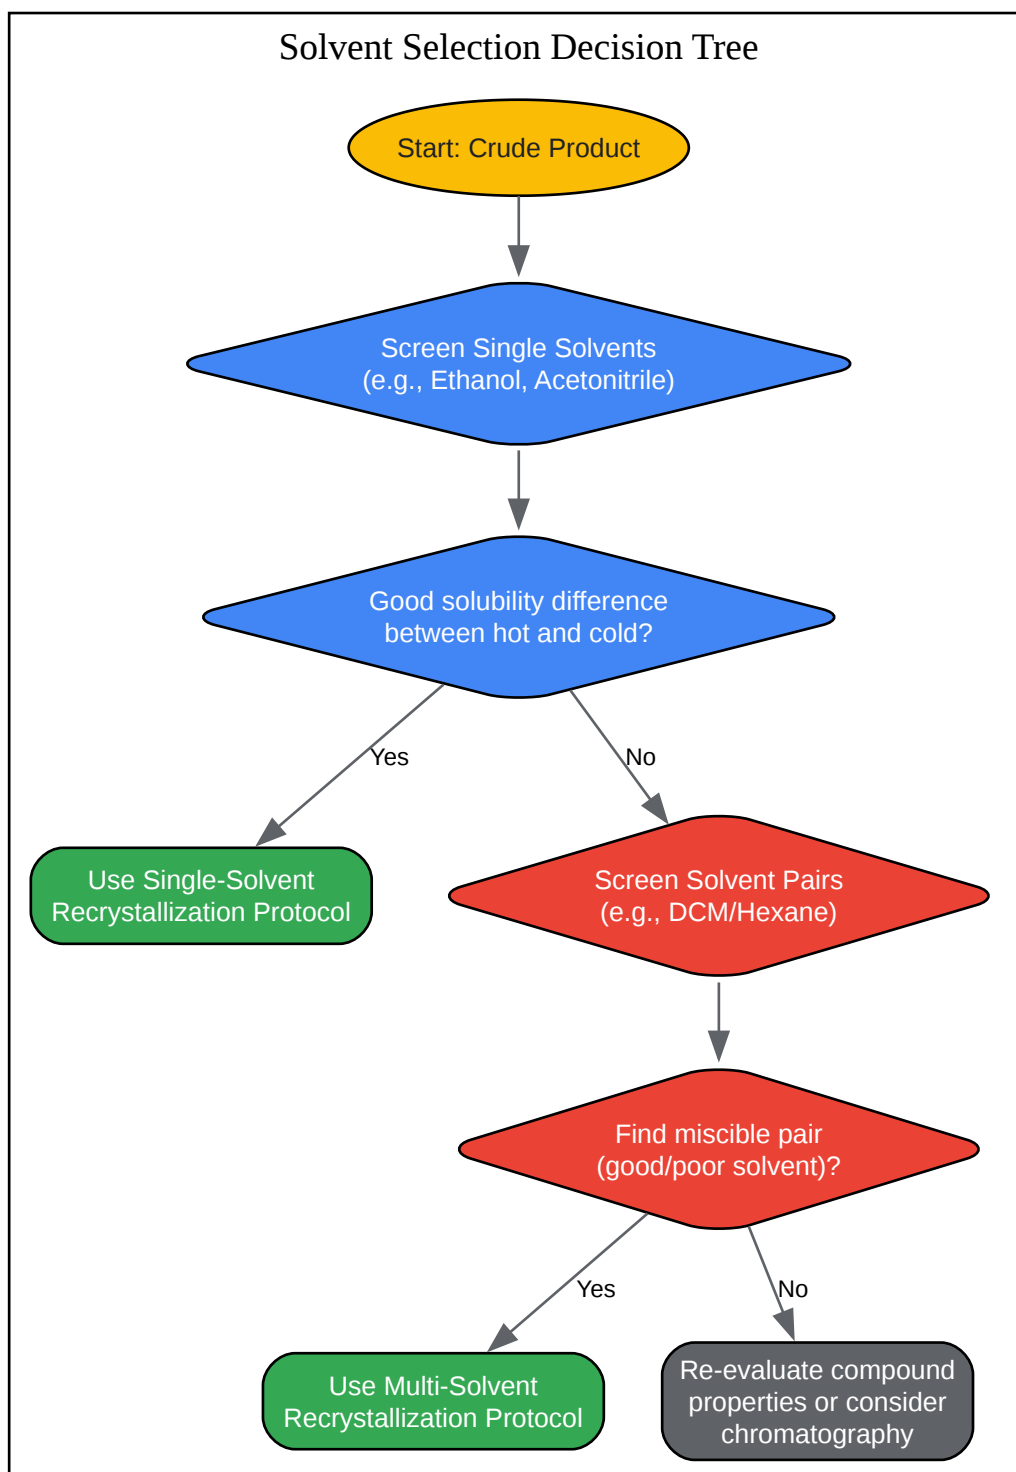 Solvent Selection Decision Tree
Start: Crude Product
Screen Single Solvents
(e.g., Ethanol, Acetonitrile)
Good solubility difference
between hot and cold?
Yes
No
Use Single-Solvent
Recrystallization Protocol
Screen Solvent Pairs
(e.g., DCM/Hexane)
Find miscible pair
(good/poor solvent)?
Yes
No
Use Multi-Solvent
Recrystallization Protocol
Re-evaluate compound
properties or consider
chromatography